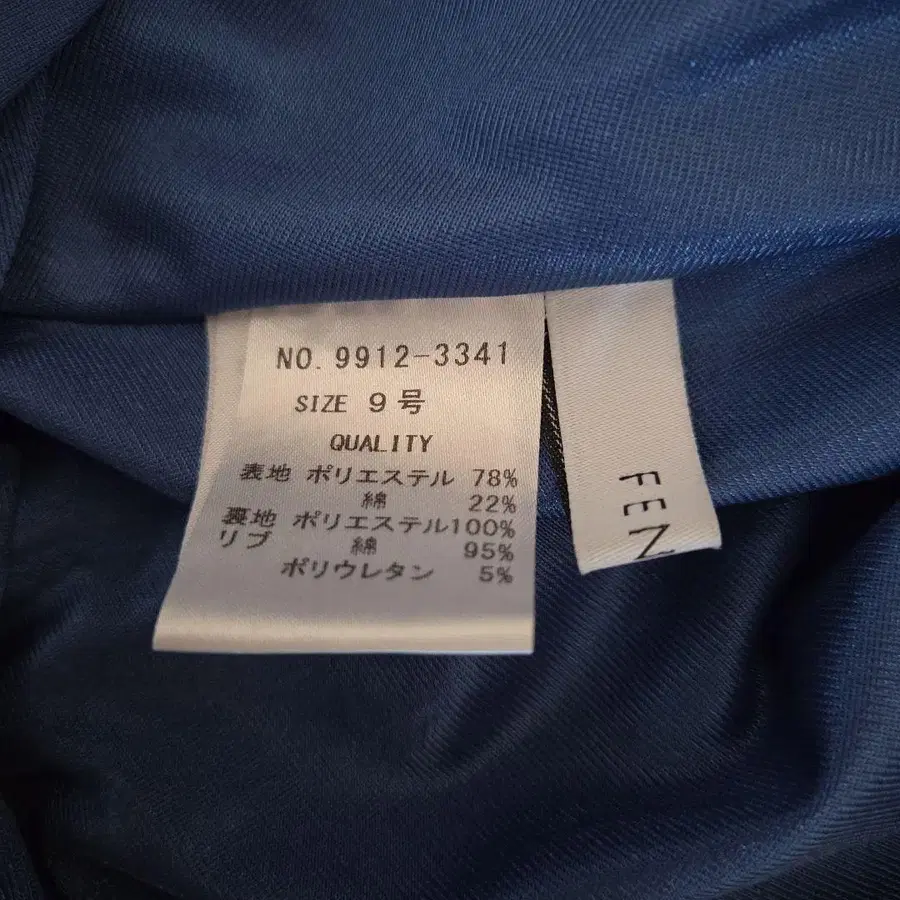 NO. 9912-3341
SIZE 9号
QUALITY
表地 ポリエステル 78%
綿 22%
裏地 ポリエステル100%
リブ 綿 95%
ポリウレタン 5%
FEN